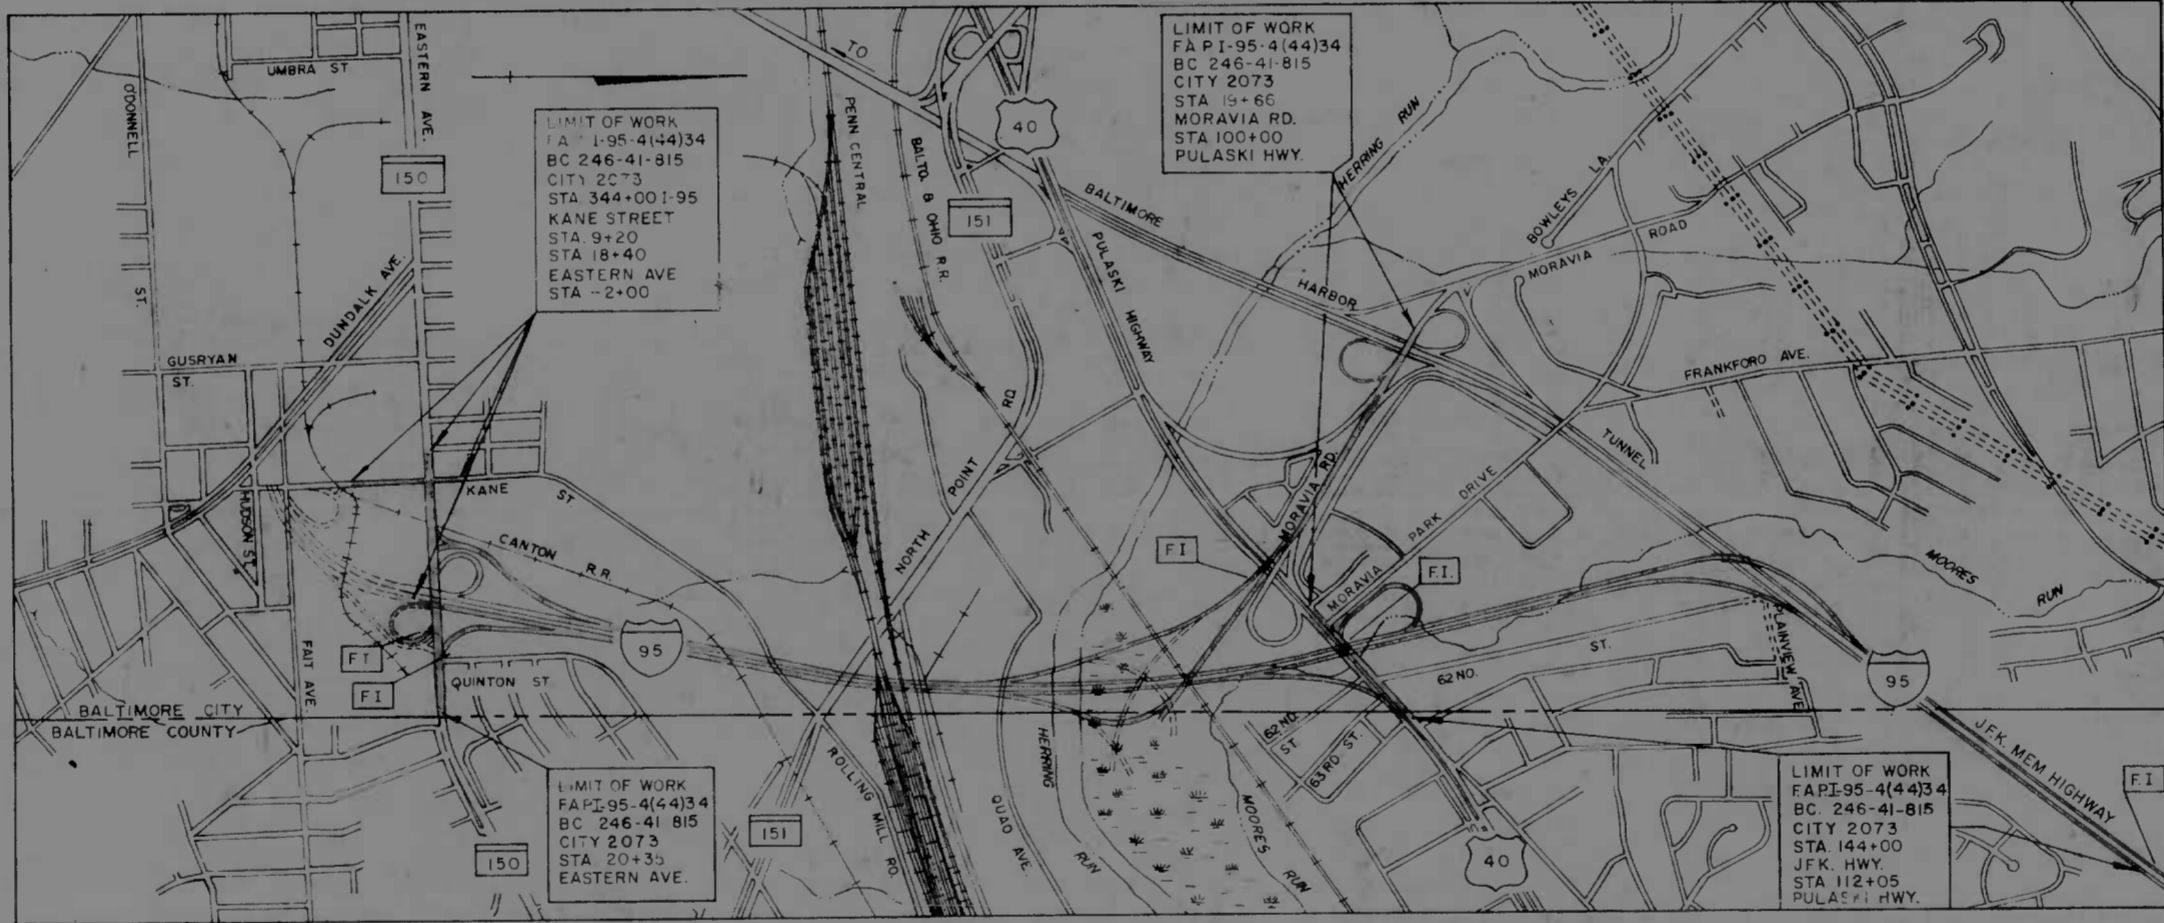 UMBRA ST
EASTERN AVE.
O'DONNELL
ST.
150
DUNDALK AVE.
GUSRYAN
ST.
HUDSON ST.
FAIT AVE.
LIMIT OF WORK
I-95-4(44)34
BC 246-41-815
CITY 2073
STA. 344+00 I-95
KANE STREET
STA. 9+20
STA 18+40
EASTERN AVE
STA -2+00
TO
PENN CENTRAL
BALTO. & OHIO R.R.
40
151
LIMIT OF WORK
FAP I-95-4(44)34
BC 246-41-815
CITY 2073
STA 19+66
MORAVIA RD.
STA 100+00
PULASKI HWY.
HERRING RUN
BALTIMORE
HARBOR
TUNNEL
PULASKI
HIGHWAY
BOWLEYS LA.
MORAVIA
ROAD
FRANKFORD AVE.
KANE
ST.
CANTON
R.R.
NORTH
POINT
RD
MORAVIA RD.
MORAVIA
PARK
DRIVE
F I
F.I.
MOORES
RUN
95
F I
F I
QUINTON ST
62 ND.
ST.
PLAINVIEW AVE
95
BALTIMORE CITY
BALTIMORE COUNTY
62 ND
ST
63 RD ST.
HERRING
RUN
ROLLING
MILL
RD.
QUAD
AVE.
MOORES
RUN
J.F.K. MEM HIGHWAY
F.I
LIMIT OF WORK
FAPI-95-4(44)34
BC 246-41 815
CITY 2073
STA. 20+35
EASTERN AVE.
150
151
40
LIMIT OF WORK
F.A.P.I-95-4(44)34
BC. 246-41-815
CITY 2073
STA. 144+00
JFK. HWY.
STA 112+05
PULASKI HWY.